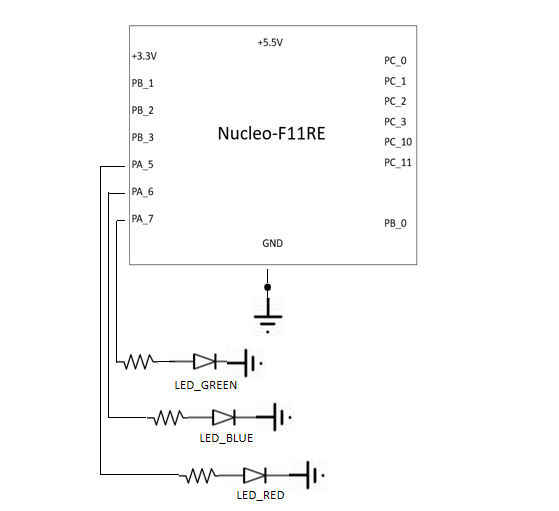 +5.5V
+3.3V
PB_1
PB_2
PB_3
PA_5
PA_6
PA_7
Nucleo-F11RE
PC_0
PC_1
PC_2
PC_3
PC_10
PC_11
PB_0
GND
LED_GREEN
LED_BLUE
LED_RED